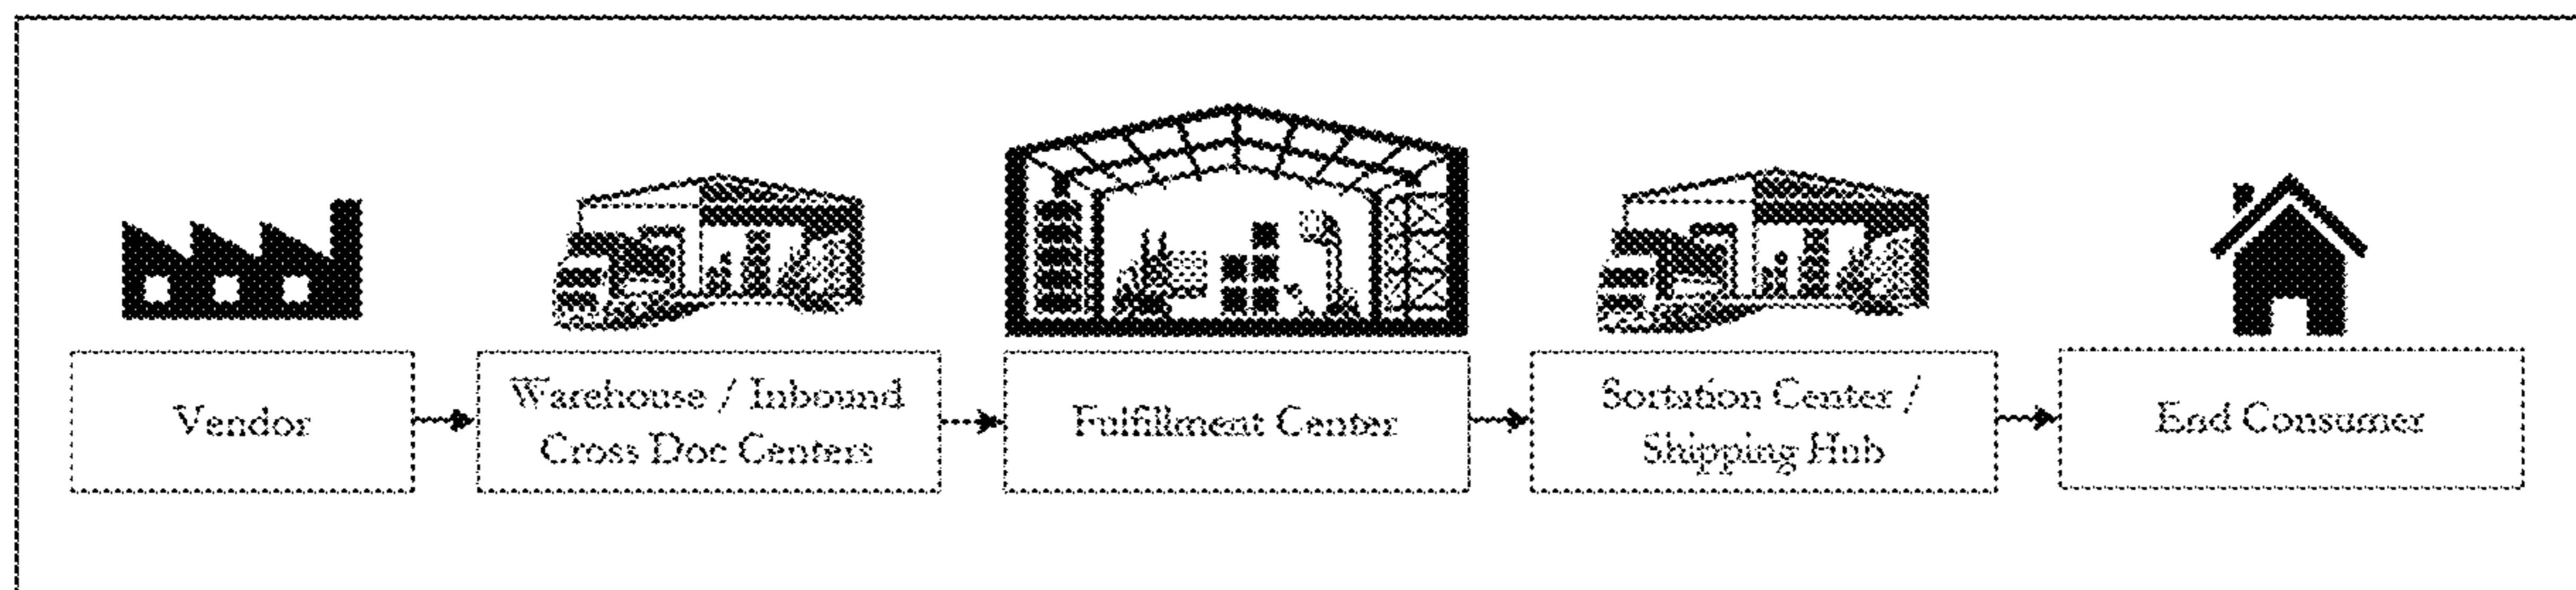 Vendor
Warehouse / Inbound
Cross Doc Centers
Fulfillment Center
Sortation Center /
Shipping Hub
End Consumer